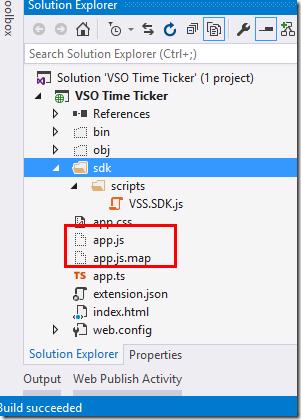 oolbox
Solution Explorer
Search Solution Explorer (Ctrl+;)
Solution 'VSO Time Ticker' (1 project)
VSO Time Ticker
References
bin
obj
sdk
scripts
VSS.SDK.js
app.css
app.js
app.js.map
TS app.ts
extension.json
index.html
web.config
Solution Explorer Properties
Output Web Publish Activity
Build succeeded